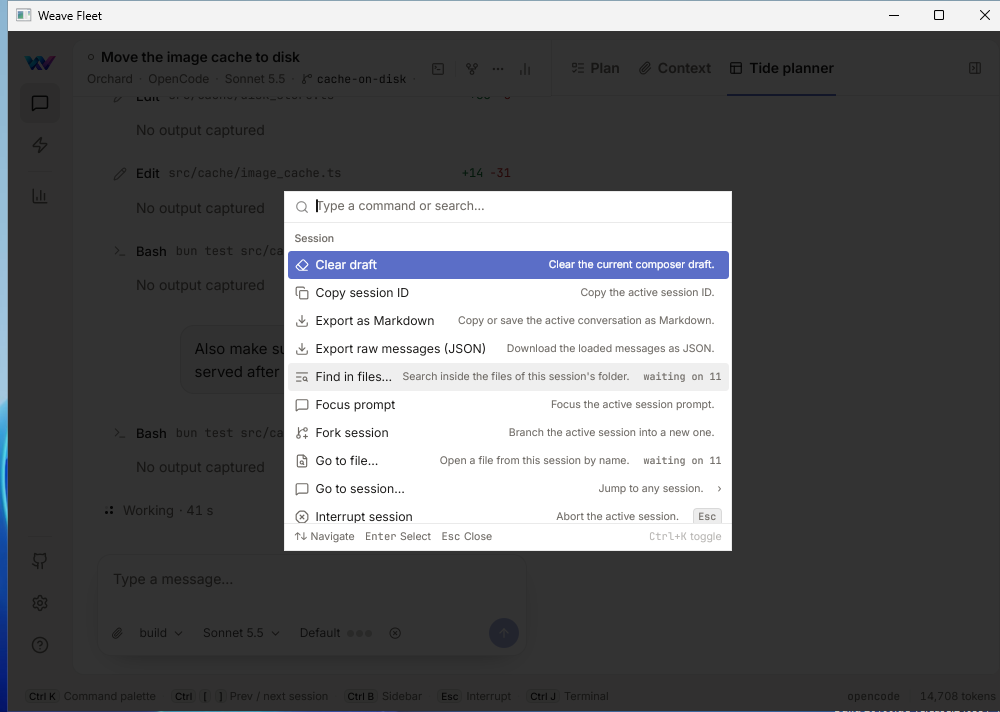 Weave Fleet
Move the image cache to disk
Orchard · OpenCode · Sonnet 5.5 · cache-on-disk
Plan
Context
Tide planner
Edit
No output captured
Edit src/cache/image_cache.ts +14 -31
No output captured
Bash bun test src/ca
No output captured
Also make su
served after
Bash bun test src/ca
No output captured
Working · 41 s
Type a command or search...
Session
Clear draft Clear the current composer draft.
Copy session ID Copy the active session ID.
Export as Markdown Copy or save the active conversation as Markdown.
Export raw messages (JSON) Download the loaded messages as JSON.
Find in files... Search inside the files of this session's folder. waiting on 11
Focus prompt Focus the active session prompt.
Fork session Branch the active session into a new one.
Go to file... Open a file from this session by name. waiting on 11
Go to session... Jump to any session. ›
Interrupt session Abort the active session. Esc
↑↓ Navigate Enter Select Esc Close Ctrl+K toggle
Type a message...
build Sonnet 5.5 Default
Ctrl K Command palette Ctrl [ ] Prev / next session Ctrl B Sidebar Esc Interrupt Ctrl J Terminal opencode 14,708 tokens